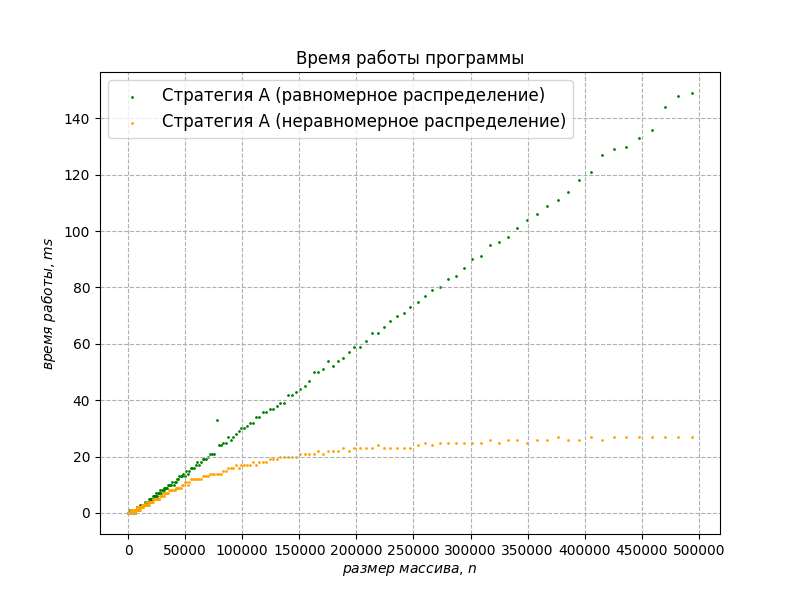 Время работы программы
Стратегия А (равномерное распределение)
Стратегия А (неравномерное распределение)
140
120
100
80
60
40
20
0
время работы, ms
0 50000 100000 150000 200000 250000 300000 350000 400000 450000 500000
размер массива, n